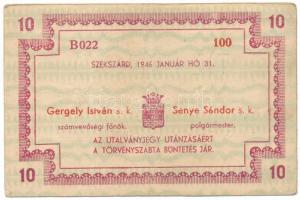 10 10
B022 100
SZEKSZÁRD, 1946 JANUÁR HÓ 31.
Gergely István s. k. Senye Sándor s. k.
számvevőségi főnök. polgármester.
AZ UTALVÁNYJEGY UTÁNZÁSÁÉRT
A TÖRVÉNYSZABTA BÜNTETÉS JÁR.
10 10